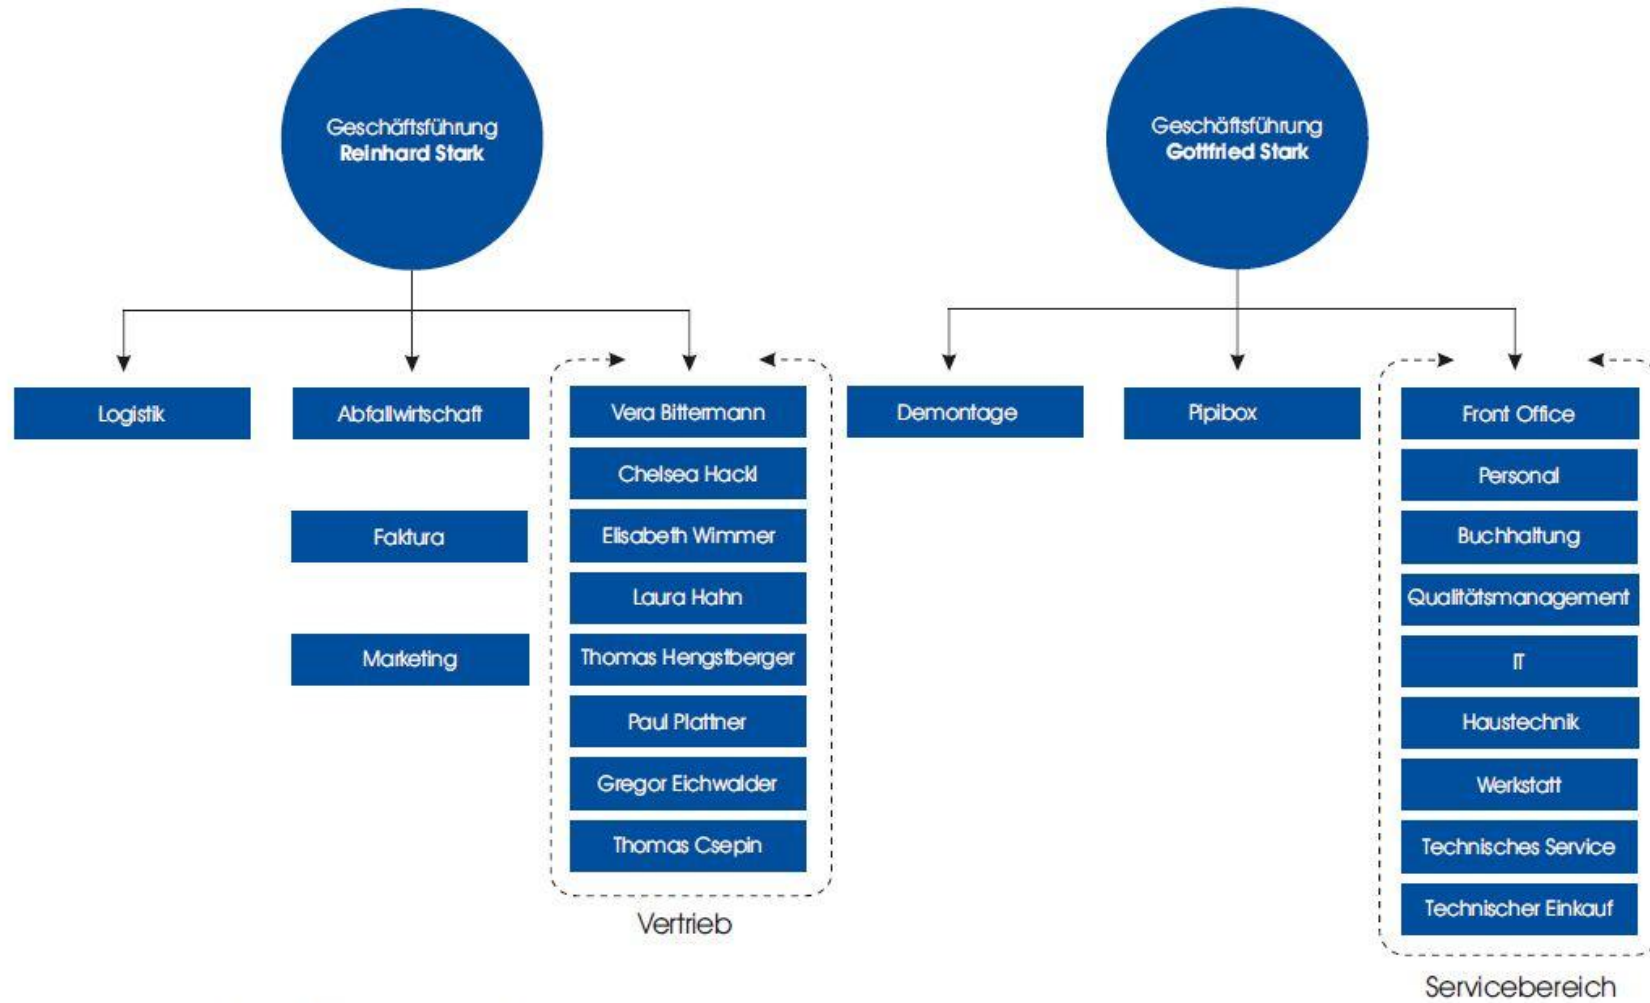 Geschäftsführung
Reinhard Stark
Geschäftsführung
Gottfried Stark
Logistik
Abfallwirtschaft
Faktura
Marketing
Vera Bittermann
Chelsea Hackl
Elisabeth Wimmer
Laura Hahn
Thomas Hengstberger
Paul Plattner
Gregor Eichwalder
Thomas Csepin
Vertrieb
Demontage
Pipibox
Front Office
Personal
Buchhaltung
Qualitätsmanagement
IT
Haustechnik
Werkstatt
Technisches Service
Technischer Einkauf
Servicebereich